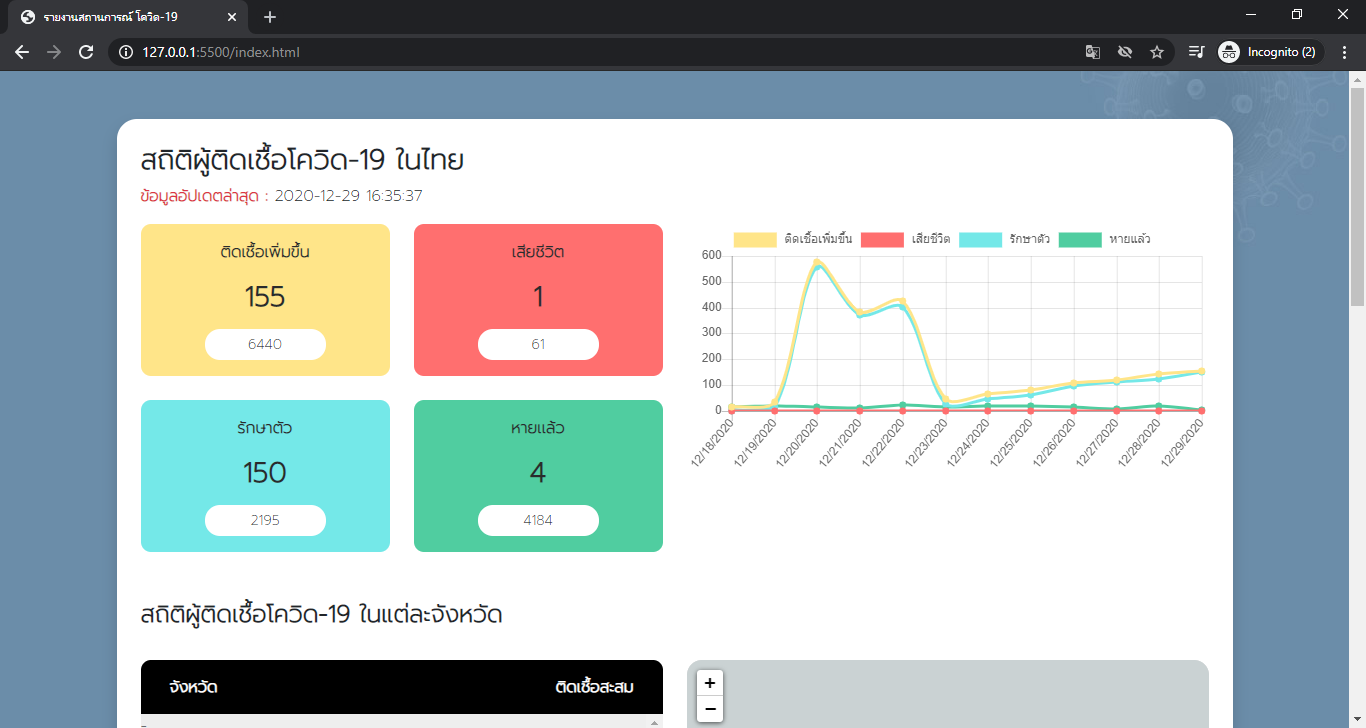 รายงานสถานการณ์ โควิด-19
127.0.0.1:5500/index.html
Incognito (2)
สถิติผู้ติดเชื้อโควิด-19 ในไทย
ข้อมูลอัปเดตล่าสุด : 2020-12-29 16:35:37
ติดเชื้อเพิ่มขึ้น
155
6440
เสียชีวิต
1
61
รักษาตัว
150
2195
หายแล้ว
4
4184
ติดเชื้อเพิ่มขึ้น เสียชีวิต รักษาตัว หายแล้ว
600
500
400
300
200
100
0
12/18/2020 12/19/2020 12/20/2020 12/21/2020 12/22/2020 12/23/2020 12/24/2020 12/25/2020 12/26/2020 12/27/2020 12/28/2020 12/29/2020
สถิติผู้ติดเชื้อโควิด-19 ในแต่ละจังหวัด
จังหวัด ติดเชื้อสะสม
+
−